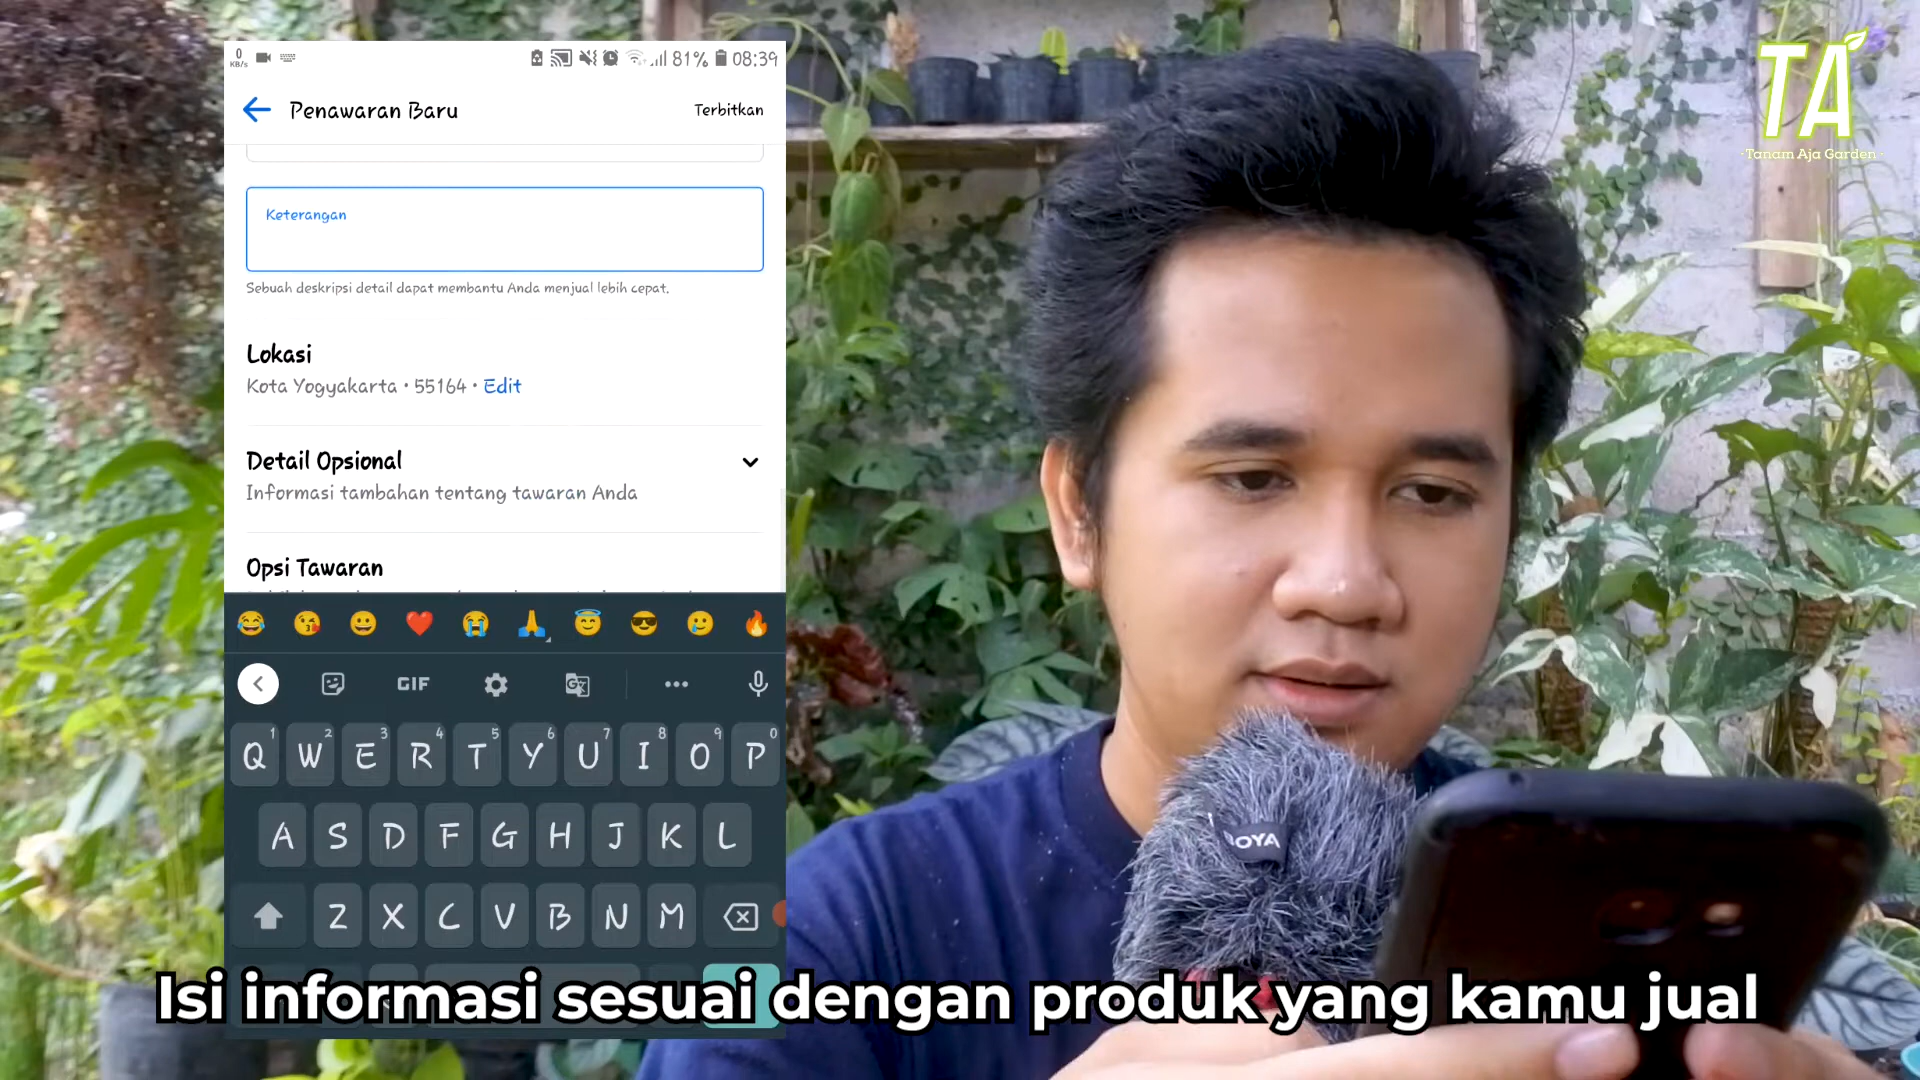 0
KB/s
81% 08:39
Penawaran Baru
Terbitkan
Keterangan
Sebuah deskripsi detail dapat membantu Anda menjual lebih cepat.
Lokasi
Kota Yogyakarta • 55164 • Edit
Detail Opsional
Informasi tambahan tentang tawaran Anda
Opsi Tawaran
GIF
1 2 3 4 5 6 7 8 9 0
Q W E R T Y U I O P
A S D F G H J K L
Z X C V B N M
TA
-Tanam Aja Garden-
BOYA
Isi informasi sesuai dengan produk yang kamu jual